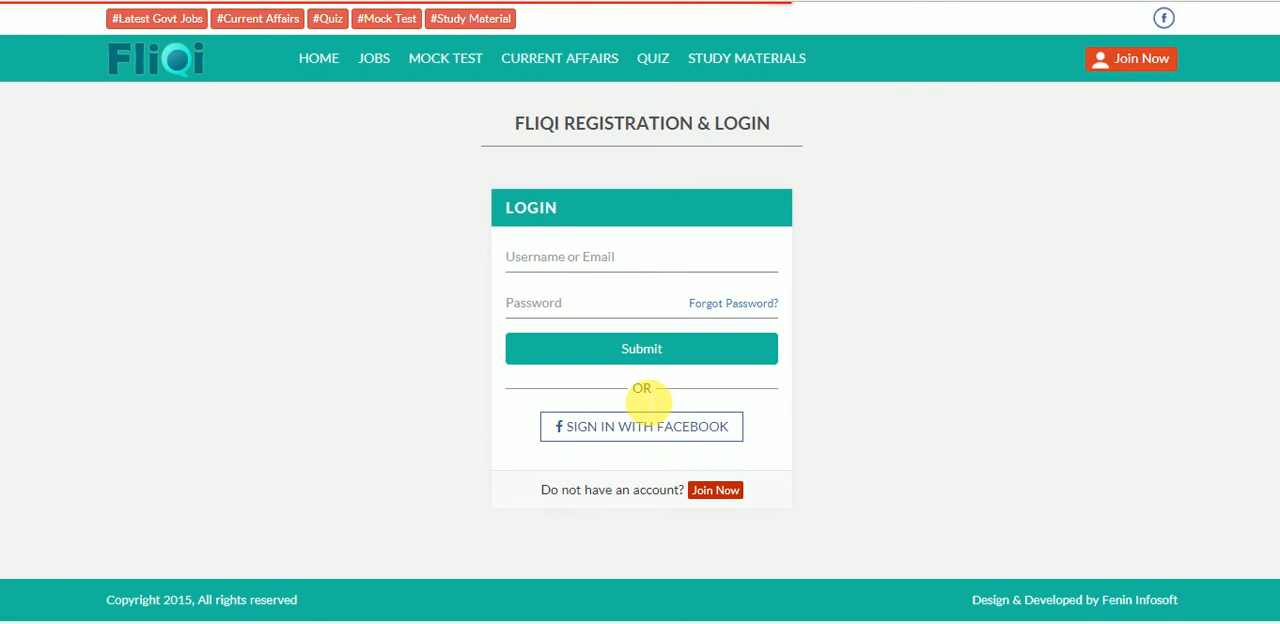 #Latest Govt Jobs #Current Affairs #Quiz #Mock Test #Study Material
FliQi HOME JOBS MOCK TEST CURRENT AFFAIRS QUIZ STUDY MATERIALS Join Now
FLIQI REGISTRATION & LOGIN
LOGIN
Username or Email
Password Forgot Password?
Submit
OR
SIGN IN WITH FACEBOOK
Do not have an account? Join Now
Copyright 2015, All rights reserved Design & Developed by Fenin Infosoft